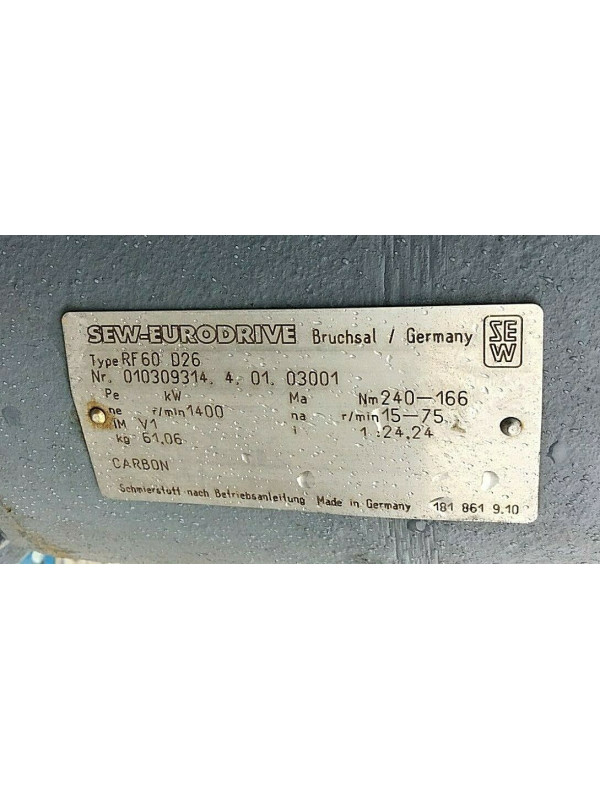 SEW-EURODRIVE Bruchsal / Germany SEW
Type RF60 D26
Nr. 010309314. 4. 01. 03001
Pe kW Ma Nm 240-166
ne r/min 1400 na r/min 15-75
IM V1 i 1 :24,24
kg 61.06
CARBON
Schmierstoff nach Betriebsanleitung Made in Germany 181 861 9.10